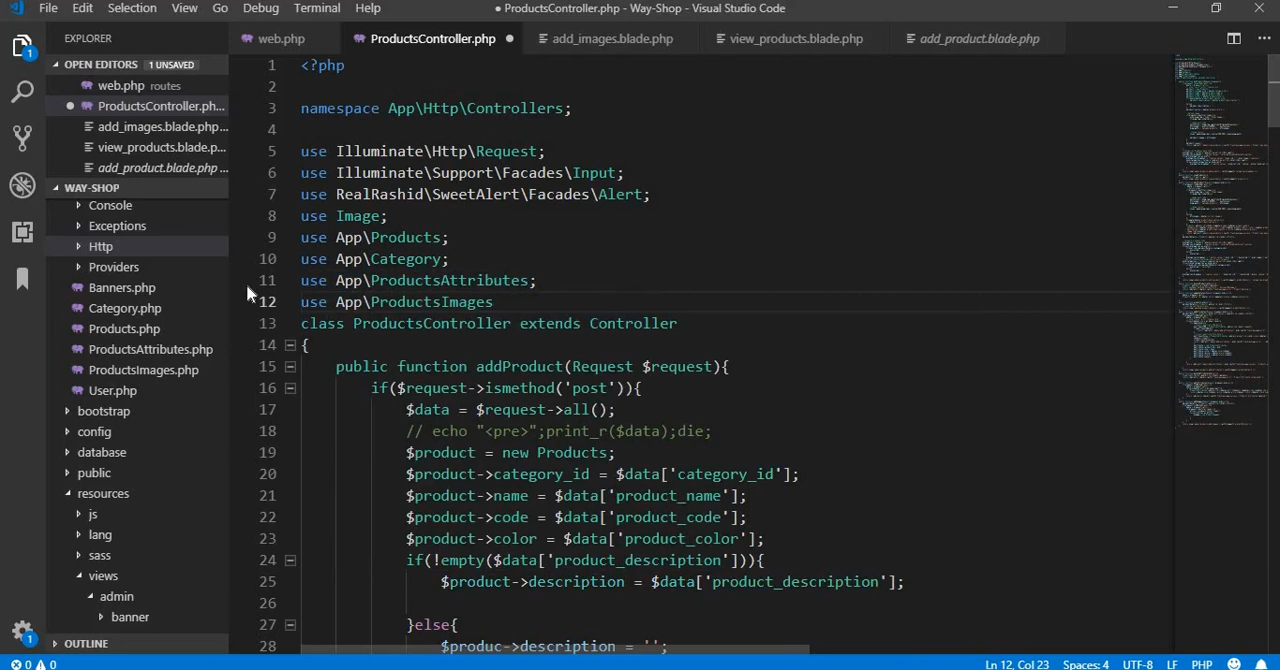 File Edit Selection View Go Debug Terminal Help ● ProductsController.php - Way-Shop - Visual Studio Code
EXPLORER
OPEN EDITORS 1 UNSAVED
web.php routes
ProductsController.ph...
add_images.blade.php...
view_products.blade.p...
add_product.blade.php ...
WAY-SHOP
Console
Exceptions
Http
Providers
Banners.php
Category.php
Products.php
ProductsAttributes.php
ProductsImages.php
User.php
bootstrap
config
database
public
resources
js
lang
sass
views
admin
banner
OUTLINE
web.php ProductsController.php ● add_images.blade.php view_products.blade.php add_product.blade.php
1 <?php
2
3 namespace App\Http\Controllers;
4
5 use Illuminate\Http\Request;
6 use Illuminate\Support\Facades\Input;
7 use RealRashid\SweetAlert\Facades\Alert;
8 use Image;
9 use App\Products;
10 use App\Category;
11 use App\ProductsAttributes;
12 use App\ProductsImages
13 class ProductsController extends Controller
14 {
15 public function addProduct(Request $request){
16 if($request->ismethod('post')){
17 $data = $request->all();
18 // echo "<pre>";print_r($data);die;
19 $product = new Products;
20 $product->category_id = $data['category_id'];
21 $product->name = $data['product_name'];
22 $product->code = $data['product_code'];
23 $product->color = $data['product_color'];
24 if(!empty($data['product_description'])){
25 $product->description = $data['product_description'];
26
27 }else{
28 $produc->description = '';
1
1
0 0 Ln 12, Col 23 Spaces: 4 UTF-8 LF PHP